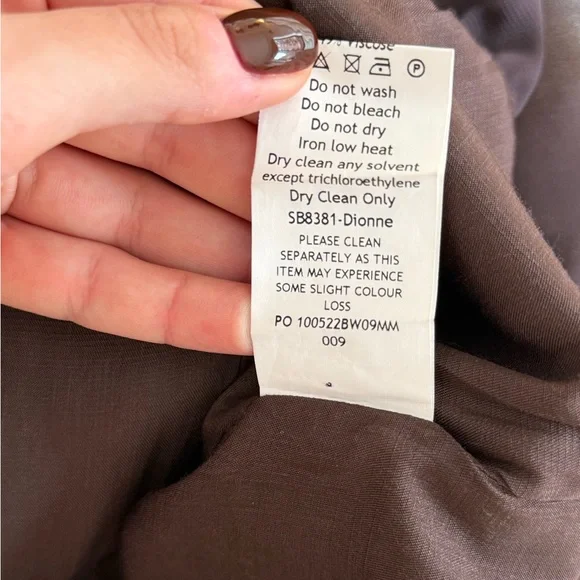 Viscose
P
Do not wash
Do not bleach
Do not dry
Iron low heat
Dry clean any solvent
except trichloroethylene
Dry Clean Only
SB8381-Dionne
PLEASE CLEAN
SEPARATELY AS THIS
ITEM MAY EXPERIENCE
SOME SLIGHT COLOUR
LOSS
PO 100522BW09MM
009